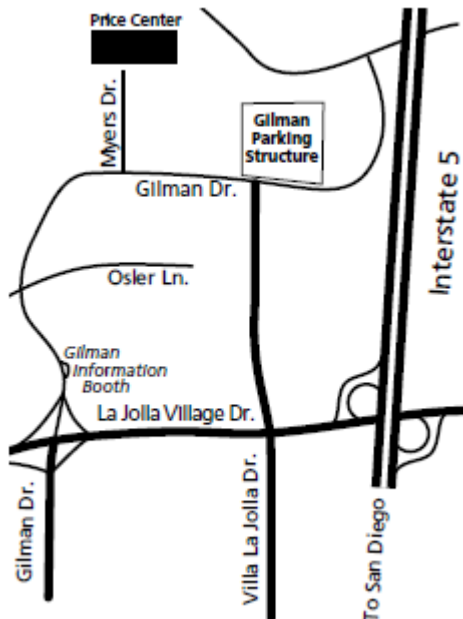 Price Center
Myers Dr.
Gilman
Parking
Structure
Gilman Dr.
Interstate 5
Osler Ln.
Gilman
Information
Booth
La Jolla Village Dr.
Gilman Dr.
Villa La Jolla Dr.
To San Diego